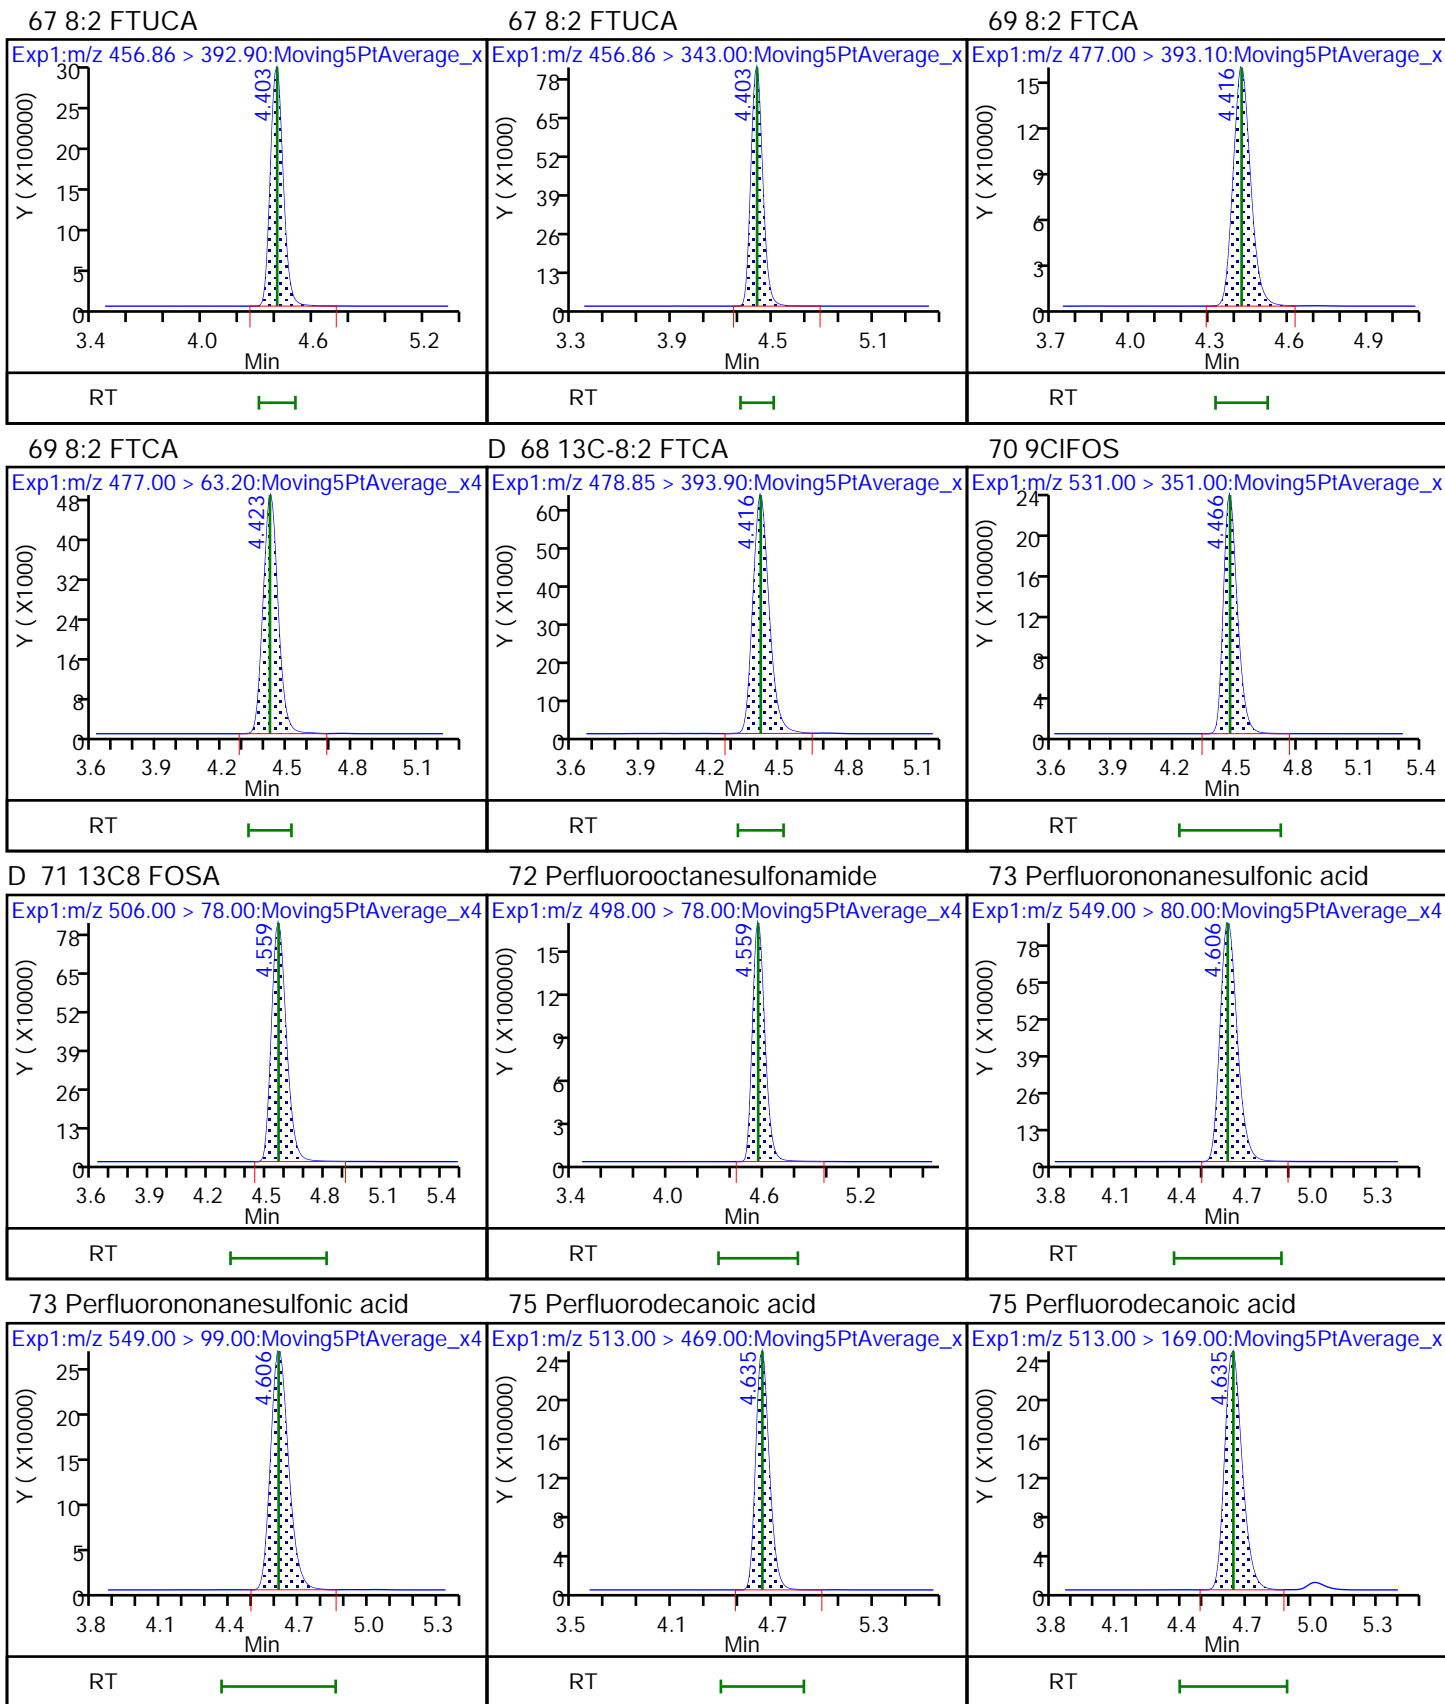 67 8:2 FTUCA
Exp1:m/z 456.86 > 392.90:Moving5PtAverage_x
4.403
Y ( X100000)
30
25
20
15
10
5
0
3.4 4.0 4.6 5.2
Min
RT
67 8:2 FTUCA
Exp1:m/z 456.86 > 343.00:Moving5PtAverage_x
4.403
Y ( X1000)
78
65
52
39
26
13
0
3.3 3.9 4.5 5.1
Min
RT
69 8:2 FTCA
Exp1:m/z 477.00 > 393.10:Moving5PtAverage_x
4.416
Y ( X10000)
15
12
9
6
3
0
3.7 4.0 4.3 4.6 4.9
Min
RT
69 8:2 FTCA
Exp1:m/z 477.00 > 63.20:Moving5PtAverage_x4
4.423
Y ( X1000)
48
40
32
24
16
8
0
3.6 3.9 4.2 4.5 4.8 5.1
Min
RT
D 68 13C-8:2 FTCA
Exp1:m/z 478.85 > 393.90:Moving5PtAverage_x
4.416
Y ( X1000)
60
50
40
30
20
10
0
3.6 3.9 4.2 4.5 4.8 5.1
Min
RT
70 9ClFOS
Exp1:m/z 531.00 > 351.00:Moving5PtAverage_x
4.466
Y ( X100000)
24
20
16
12
8
4
0
3.6 3.9 4.2 4.5 4.8 5.1 5.4
Min
RT
D 71 13C8 FOSA
Exp1:m/z 506.00 > 78.00:Moving5PtAverage_x4
4.559
Y ( X10000)
78
65
52
39
26
13
0
3.6 3.9 4.2 4.5 4.8 5.1 5.4
Min
RT
72 Perfluorooctanesulfonamide
Exp1:m/z 498.00 > 78.00:Moving5PtAverage_x4
4.559
Y ( X100000)
15
12
9
6
3
0
3.4 4.0 4.6 5.2
Min
RT
73 Perfluorononanesulfonic acid
Exp1:m/z 549.00 > 80.00:Moving5PtAverage_x4
4.606
Y ( X10000)
78
65
52
39
26
13
0
3.8 4.1 4.4 4.7 5.0 5.3
Min
RT
73 Perfluorononanesulfonic acid
Exp1:m/z 549.00 > 99.00:Moving5PtAverage_x4
4.606
Y ( X10000)
25
20
15
10
5
0
3.8 4.1 4.4 4.7 5.0 5.3
Min
RT
75 Perfluorodecanoic acid
Exp1:m/z 513.00 > 469.00:Moving5PtAverage_x
4.635
Y ( X100000)
24
20
16
12
8
4
0
3.5 4.1 4.7 5.3
Min
RT
75 Perfluorodecanoic acid
Exp1:m/z 513.00 > 169.00:Moving5PtAverage_x
4.635
Y ( X10000)
24
20
16
12
8
4
0
3.8 4.1 4.4 4.7 5.0 5.3
Min
RT